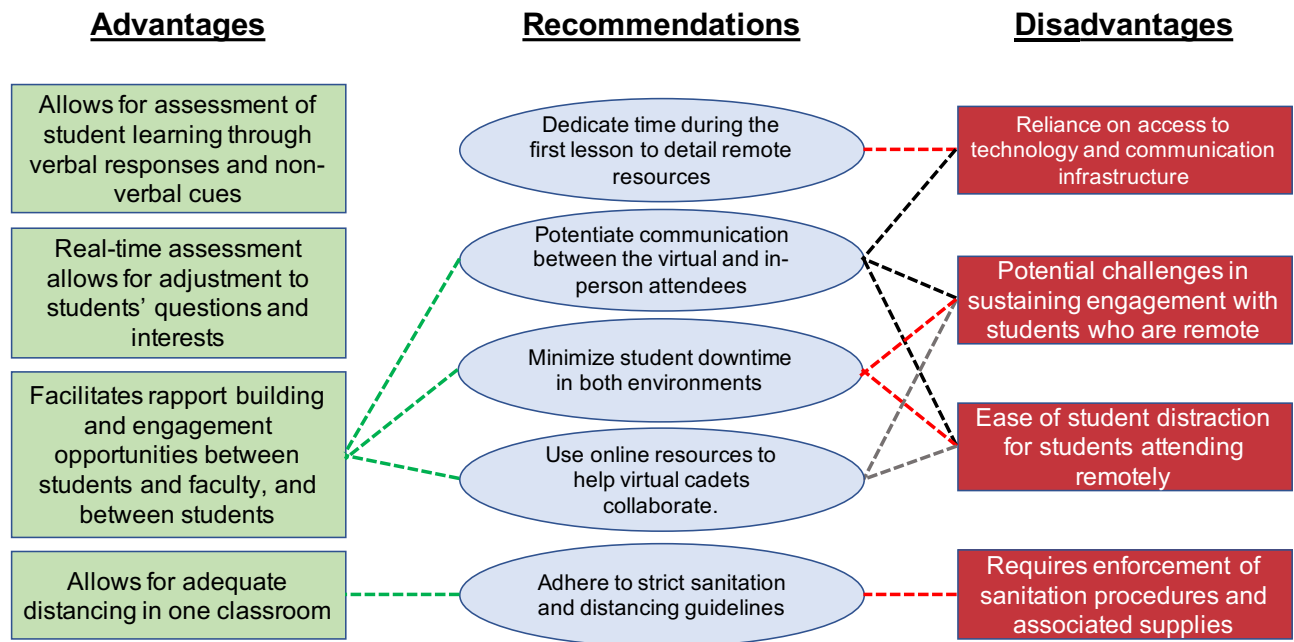 Advantages
Recommendations
Disadvantages
Allows for assessment of
student learning through
verbal responses and non-
verbal cues
Real-time assessment
allows for adjustment to
students’ questions and
interests
Facilitates rapport building
and engagement
opportunities between
students and faculty, and
between students
Allows for adequate
distancing in one classroom
Dedicate time during the
first lesson to detail remote
resources
Potentiate communication
between the virtual and in-
person attendees
Minimize student downtime
in both environments
Use online resources to
help virtual cadets
collaborate.
Adhere to strict sanitation
and distancing guidelines
Reliance on access to
technology and communication
infrastructure
Potential challenges in
sustaining engagement with
students who are remote
Ease of student distraction
for students attending
remotely
Requires enforcement of
sanitation procedures and
associated supplies